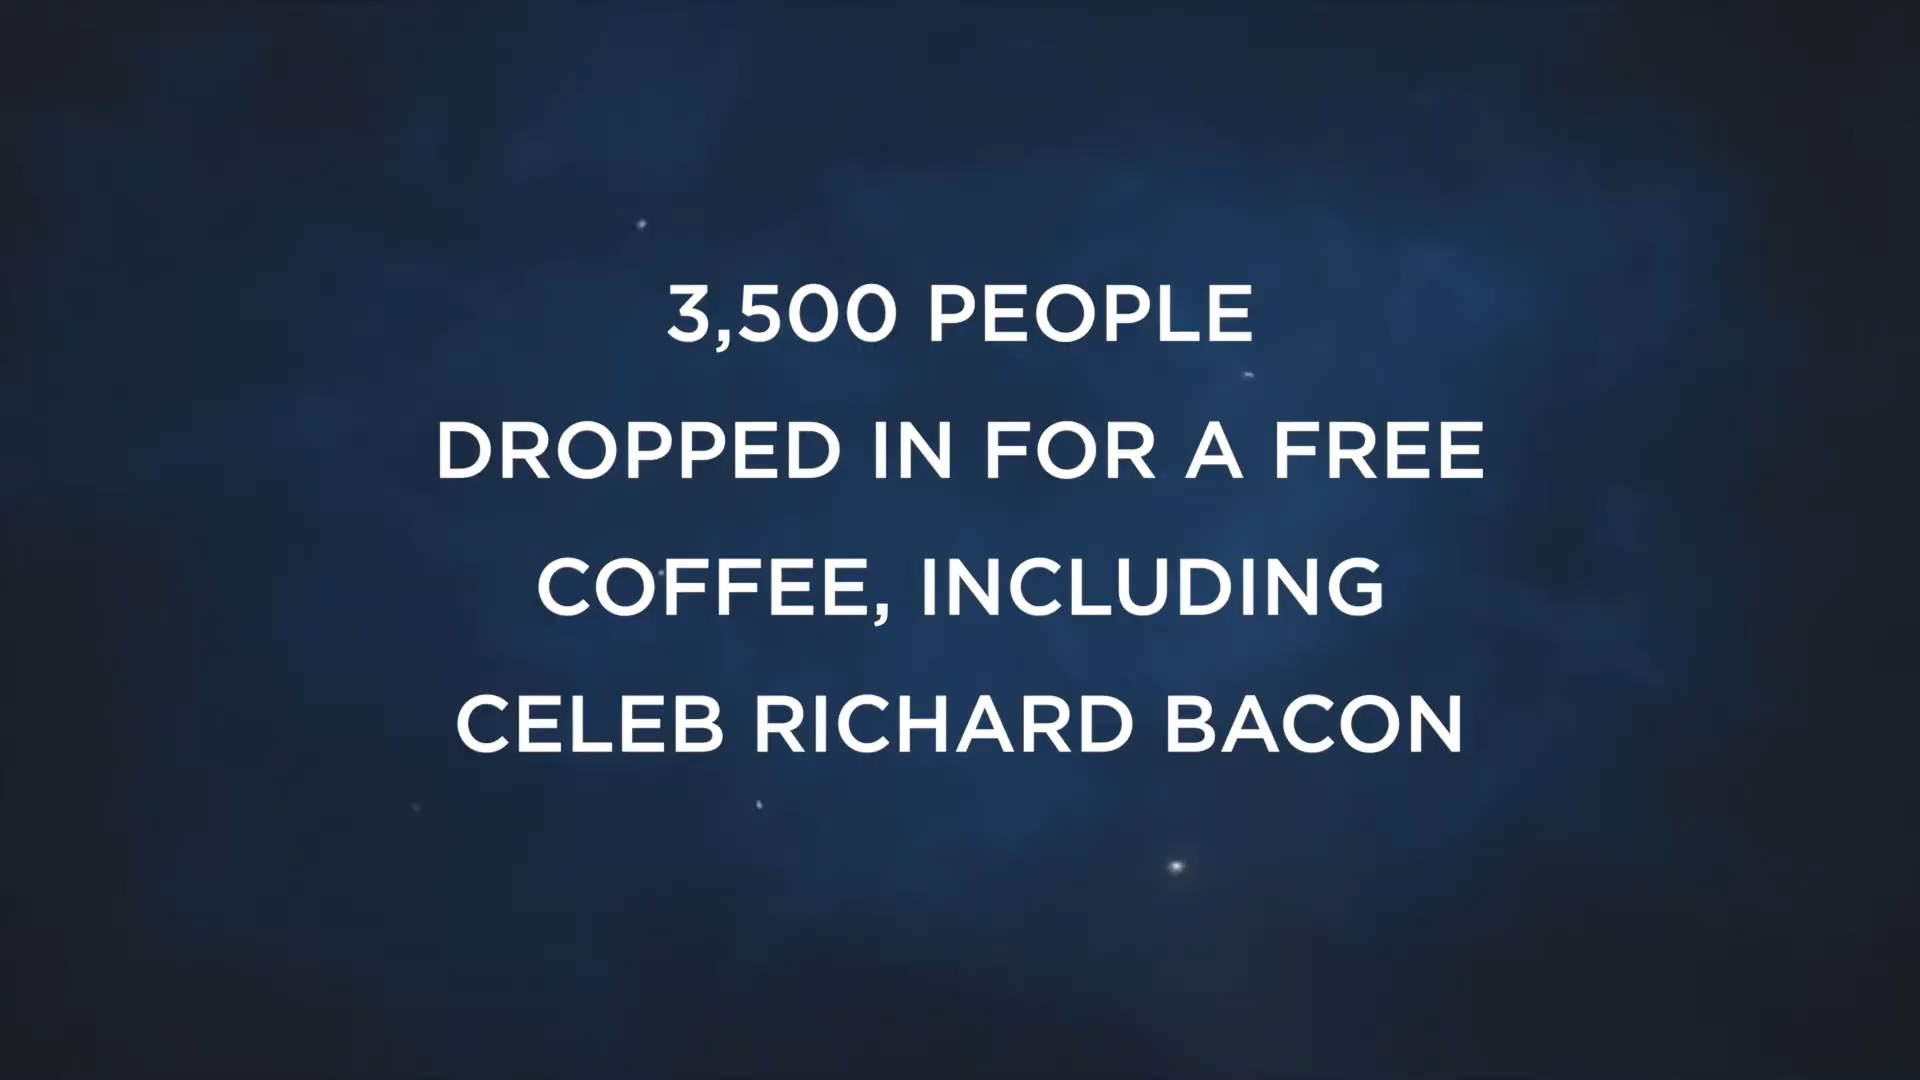 3,500 PEOPLE
DROPPED IN FOR A FREE
COFFEE, INCLUDING
CELEB RICHARD BACON